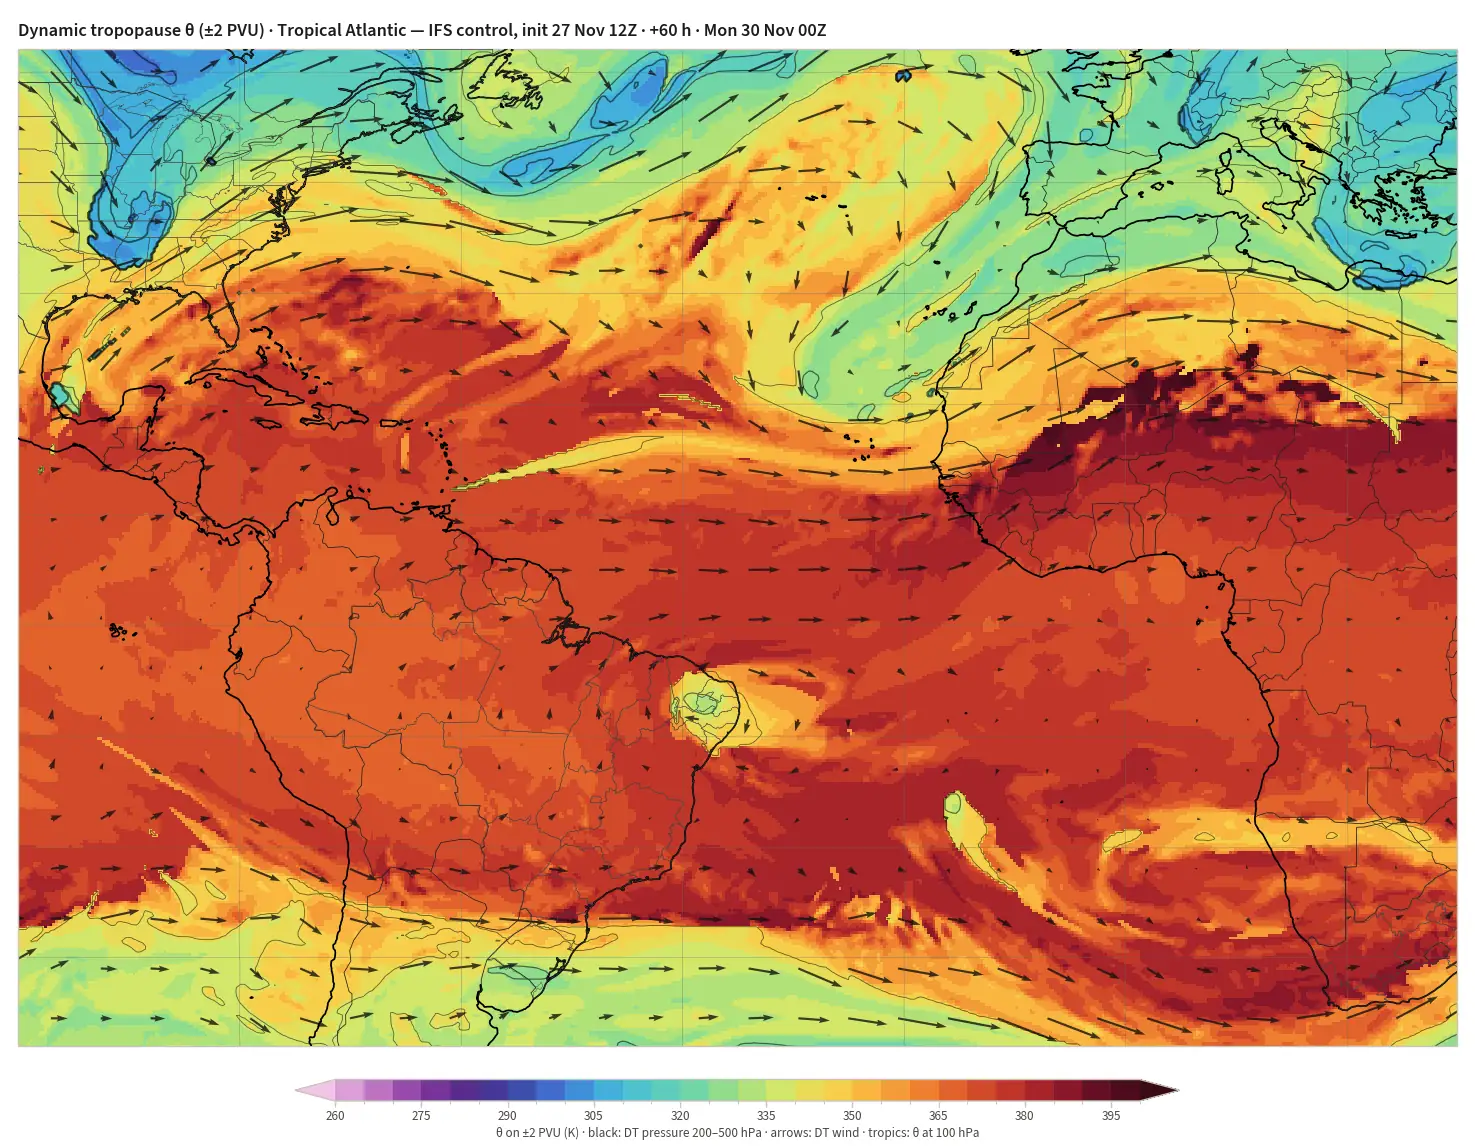 Dynamic tropopause θ (±2 PVU) · Tropical Atlantic — IFS control, init 27 Nov 12Z · +60 h · Mon 30 Nov 00Z
260 275 290 305 320 335 350 365 380 395
θ on ±2 PVU (K) · black: DT pressure 200–500 hPa · arrows: DT wind · tropics: θ at 100 hPa